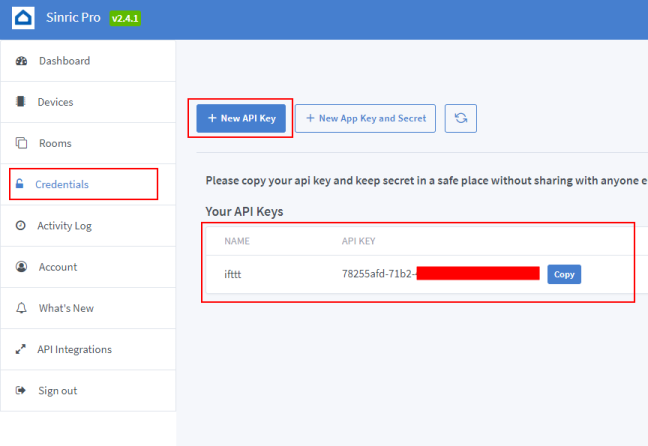 Sinric Pro v2.4.1
Dashboard
Devices
Rooms
Credentials
Activity Log
Account
What's New
API Integrations
Sign out
+ New API Key
+ New App Key and Secret
Please copy your api key and keep secret in a safe place without sharing with anyone e
Your API Keys
NAME API KEY
ifttt 78255afd-71b2- Copy